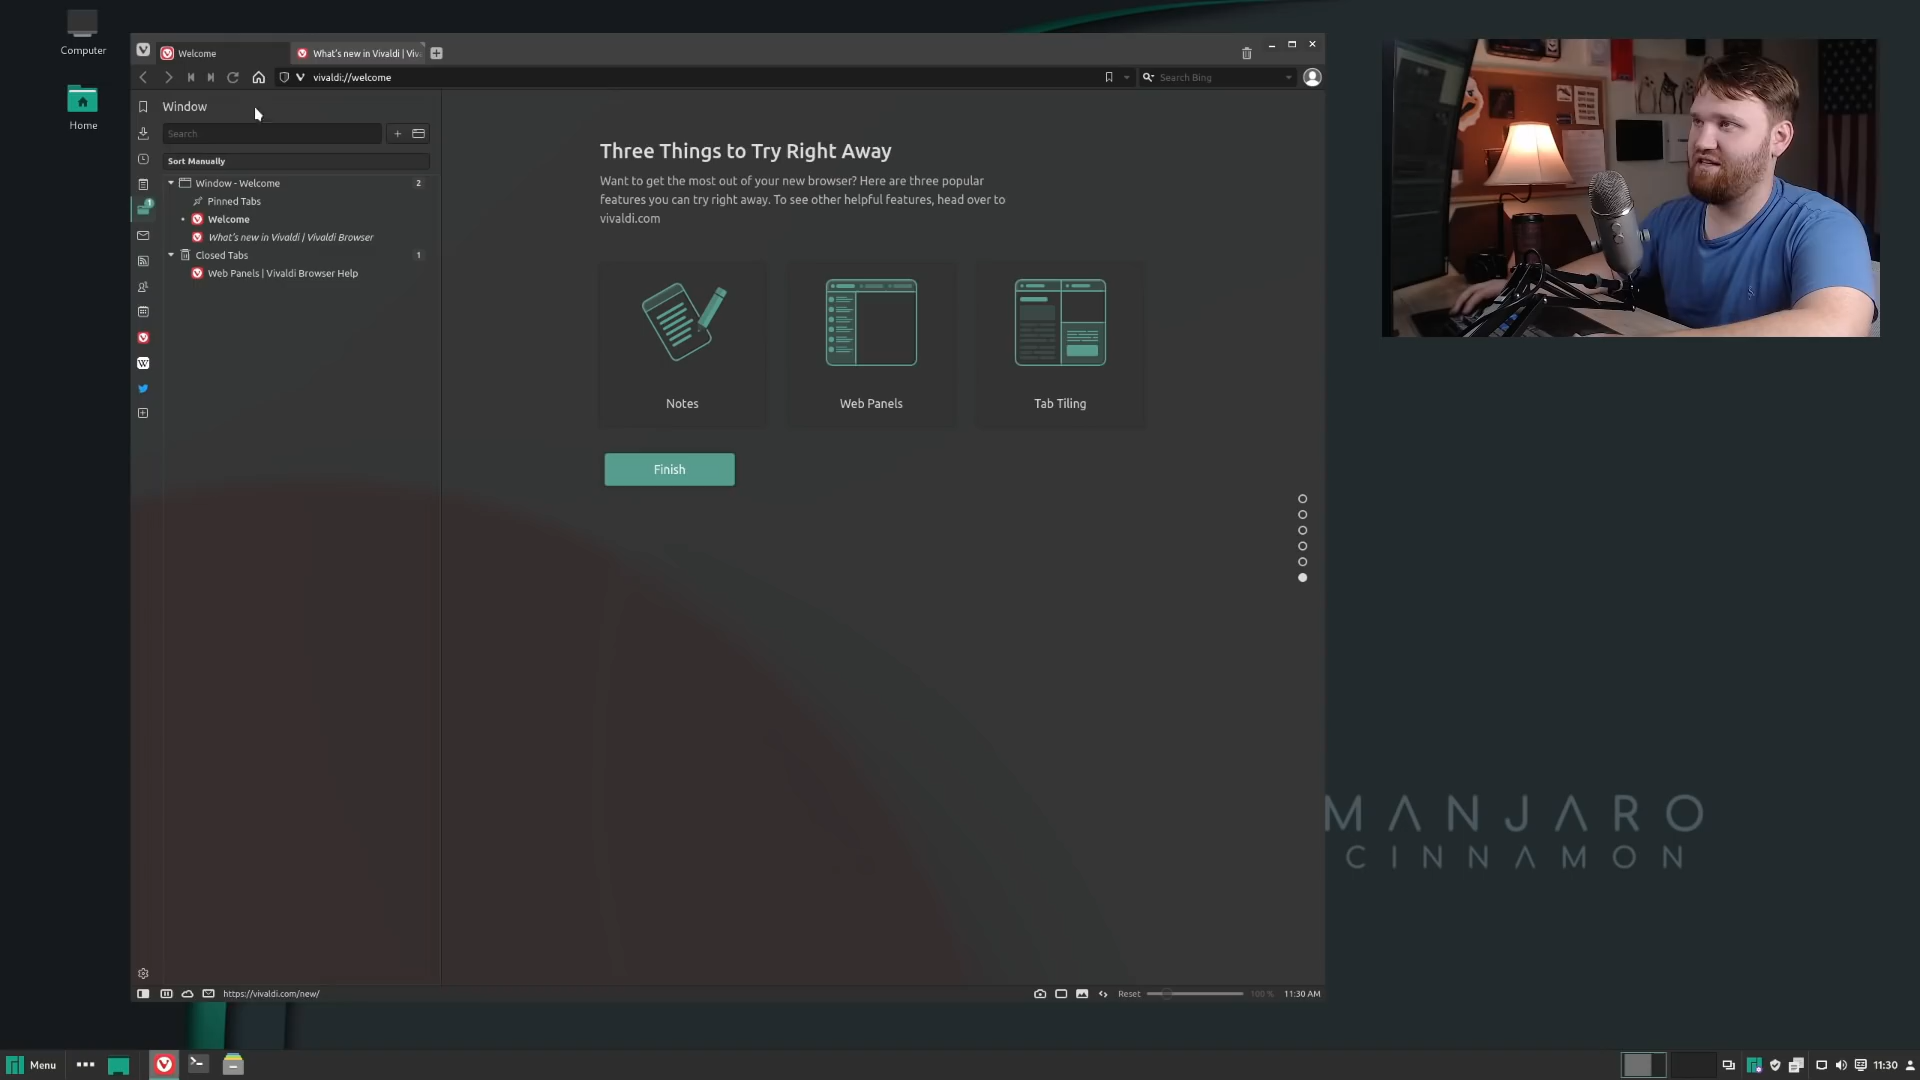 Computer
Home
Welcome
What's new in Vivaldi | Viv
vivaldi://welcome
Search Bing
Window
Search
Sort Manually
Window - Welcome
2
Pinned Tabs
Welcome
What's new in Vivaldi | Vivaldi Browser
Closed Tabs
1
Web Panels | Vivaldi Browser Help
Three Things to Try Right Away
Want to get the most out of your new browser? Here are three popular
features you can try right away. To see other helpful features, head over to
vivaldi.com
Notes
Web Panels
Tab Tiling
Finish
MANJARO
CINNAMON
https://vivaldi.com/new/
Reset
100 %
11:30 AM
Menu
11:30